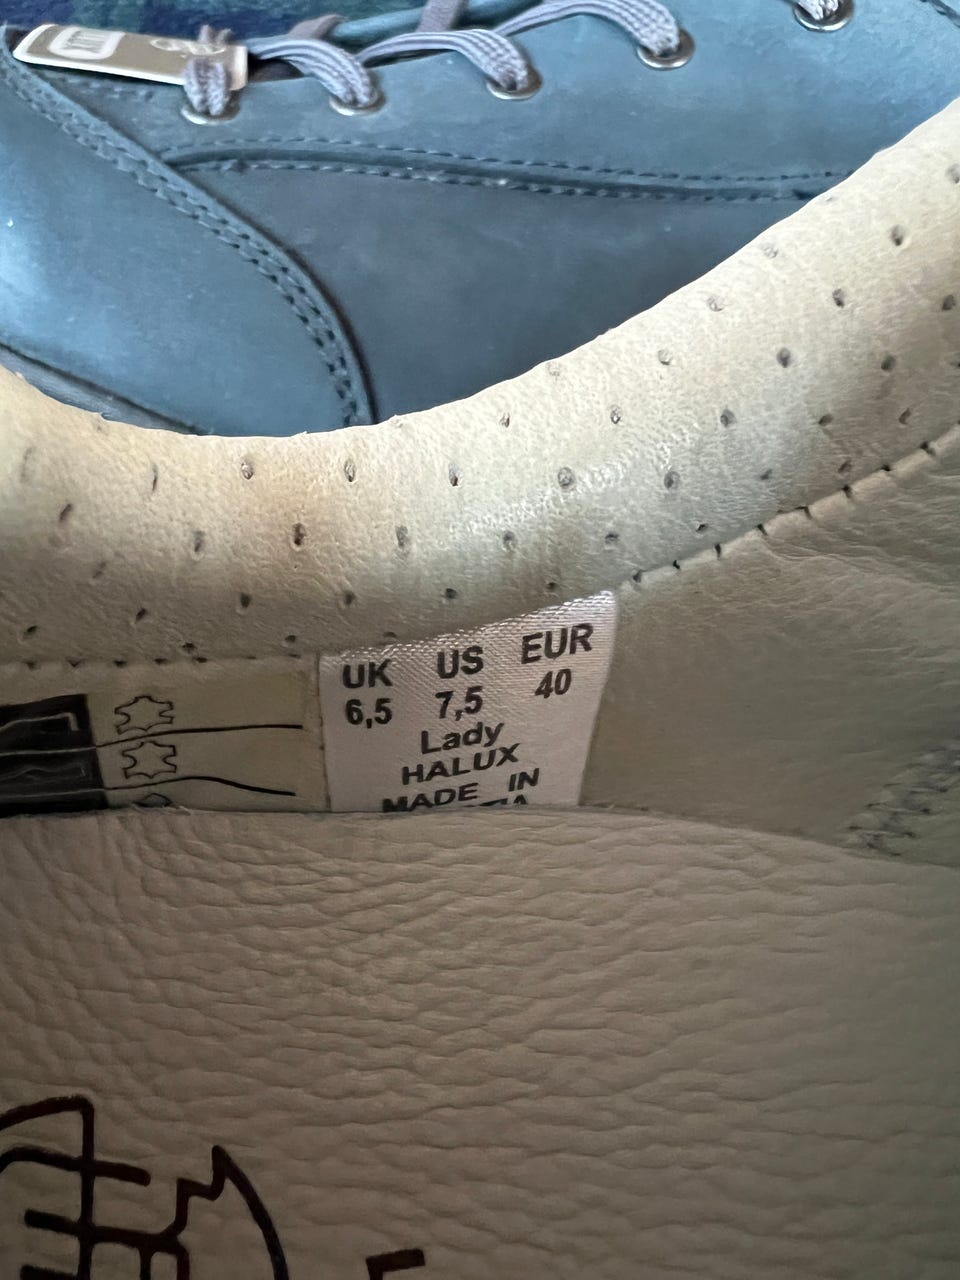 UK US EUR
6,5 7,5 40
Lady
HALUX
MADE IN